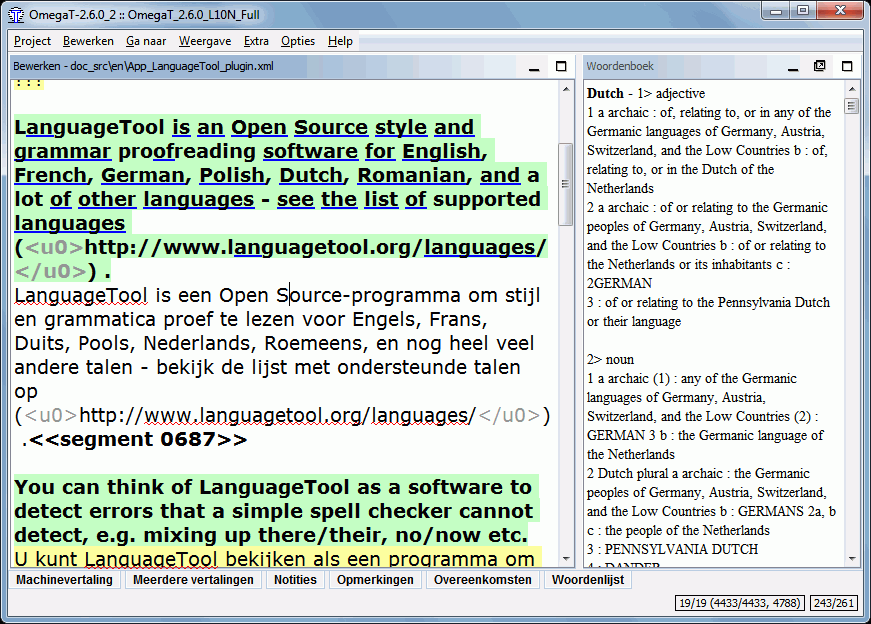 OmegaT-2.6.0_2 :: OmegaT_2.6.0_L10N_Full
Project Bewerken Ga naar Weergave Extra Opties Help
Bewerken - doc_src\en\App_LanguageTool_plugin.xml
LanguageTool is an Open Source style and
grammar proofreading software for English,
French, German, Polish, Dutch, Romanian, and a
lot of other languages - see the list of supported
languages
(<u0>http://www.languagetool.org/languages/
</u0>) .
LanguageTool is een Open Source-programma om stijl
en grammatica proef te lezen voor Engels, Frans,
Duits, Pools, Nederlands, Roemeens, en nog heel veel
andere talen - bekijk de lijst met ondersteunde talen
op
(<u0>http://www.languagetool.org/languages/</u0>)
.<<segment 0687>>
You can think of LanguageTool as a software to
detect errors that a simple spell checker cannot
detect, e.g. mixing up there/their, no/now etc.
U kunt LanguageTool bekijken als een programma om
Woordenboek
Dutch - 1> adjective
1 a archaic : of, relating to, or in any of the
Germanic languages of Germany, Austria,
Switzerland, and the Low Countries b : of,
relating to, or in the Dutch of the
Netherlands
2 a archaic : of or relating to the Germanic
peoples of Germany, Austria, Switzerland,
and the Low Countries b : of or relating to
the Netherlands or its inhabitants c :
2GERMAN
3 : of or relating to the Pennsylvania Dutch
or their language
2> noun
1 a archaic (1) : any of the Germanic
languages of Germany, Austria,
Switzerland, and the Low Countries (2) :
GERMAN 3 b : the Germanic language of
the Netherlands
2 Dutch plural a archaic : the Germanic
peoples of Germany, Austria, Switzerland,
and the Low Countries b : GERMANS 2a, b
c : the people of the Netherlands
3 : PENNSYLVANIA DUTCH
4 : DANDER
Machinevertaling Meerdere vertalingen Notities Opmerkingen Overeenkomsten Woordenlijst
19/19 (4433/4433, 4788) 243/261